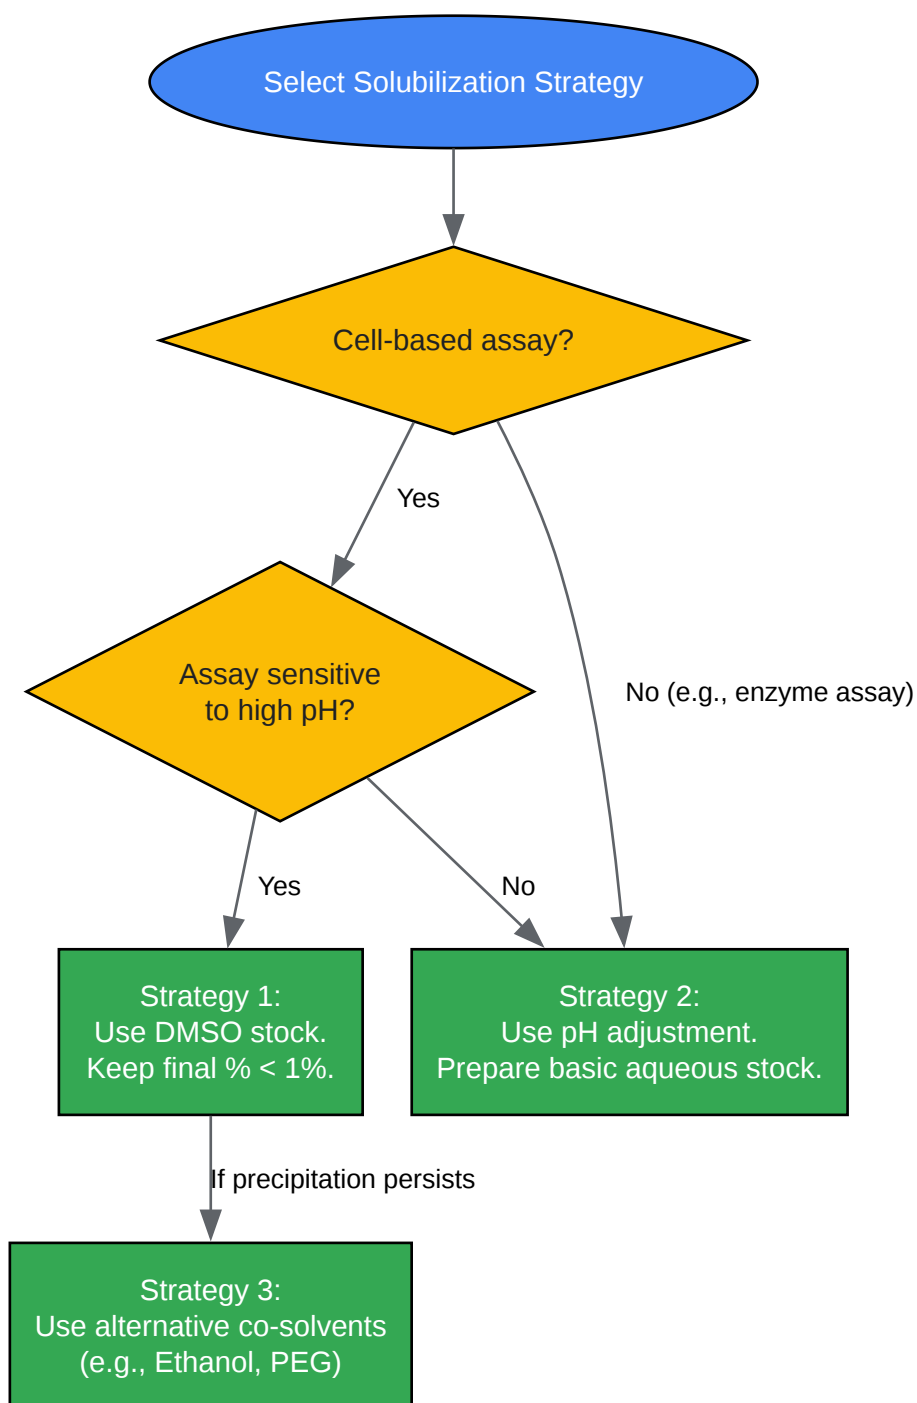 Select Solubilization Strategy
Cell-based assay?
Yes
No (e.g., enzyme assay)
Assay sensitive
to high pH?
Yes
No
Strategy 1:
Use DMSO stock.
Keep final % < 1%.
Strategy 2:
Use pH adjustment.
Prepare basic aqueous stock.
If precipitation persists
Strategy 3:
Use alternative co-solvents
(e.g., Ethanol, PEG)